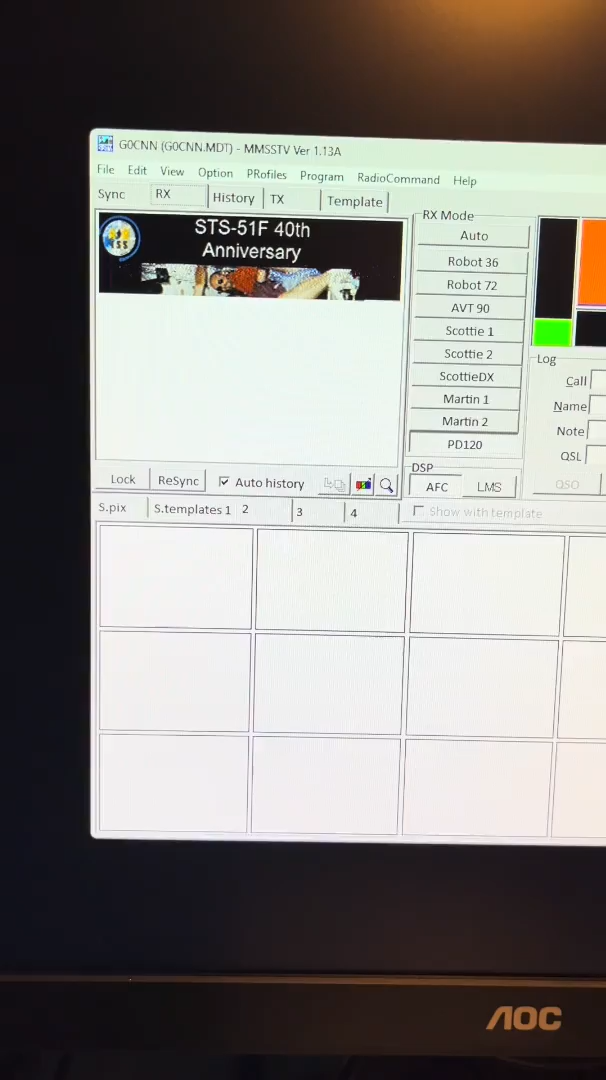 G0CNN (G0CNN.MDT) - MMSSTV Ver 1.13A
File Edit View Option PRofiles Program RadioCommand Help
Sync RX History TX Template
STS-51F 40th
Anniversary
ISS
RX Mode
Auto
Robot 36
Robot 72
AVT 90
Scottie 1
Scottie 2
ScottieDX
Martin 1
Martin 2
PD120
DSP
AFC LMS
Log
Call
Name
Note
QSL
QSO
Lock ReSync Auto history
S.pix S.templates 1 2 3 4 Show with template
AOC